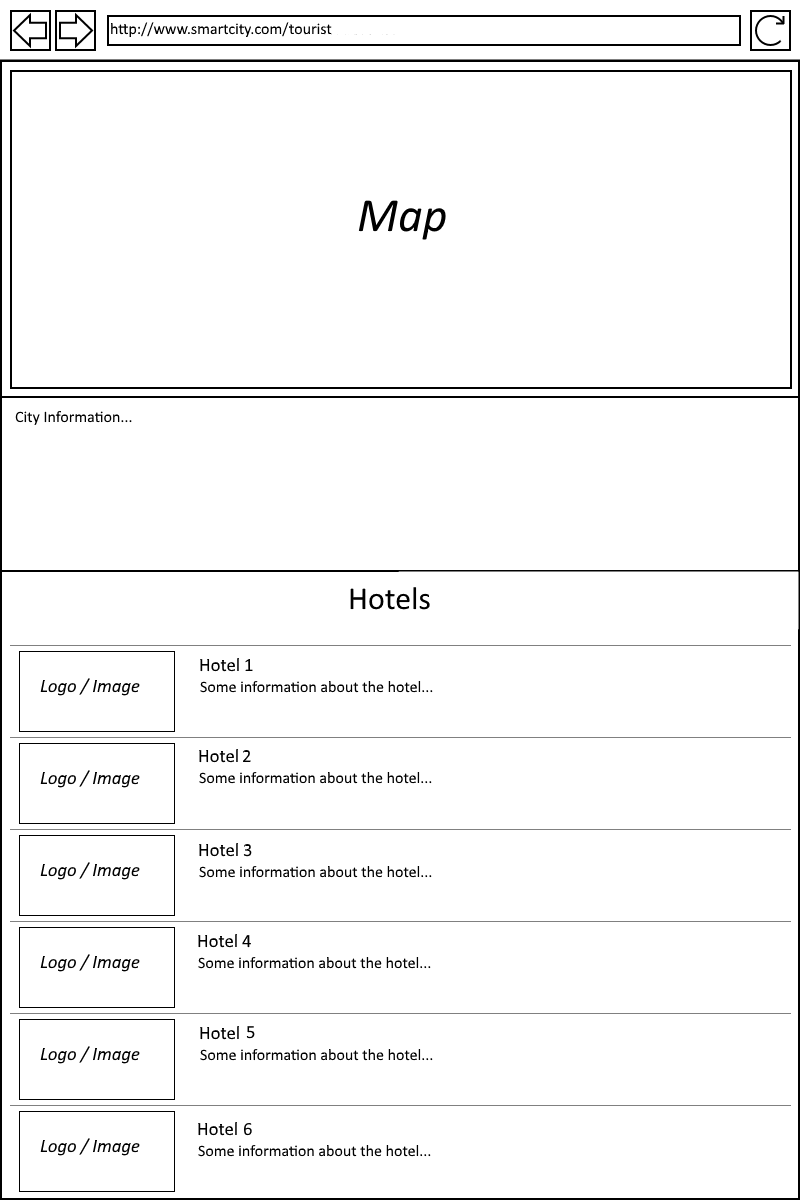 http://www.smartcity.com/tourist
Map
City Information...
Hotels
Logo / Image
Hotel 1
Some information about the hotel...
Logo / Image
Hotel 2
Some information about the hotel...
Logo / Image
Hotel 3
Some information about the hotel...
Logo / Image
Hotel 4
Some information about the hotel...
Logo / Image
Hotel 5
Some information about the hotel...
Logo / Image
Hotel 6
Some information about the hotel...